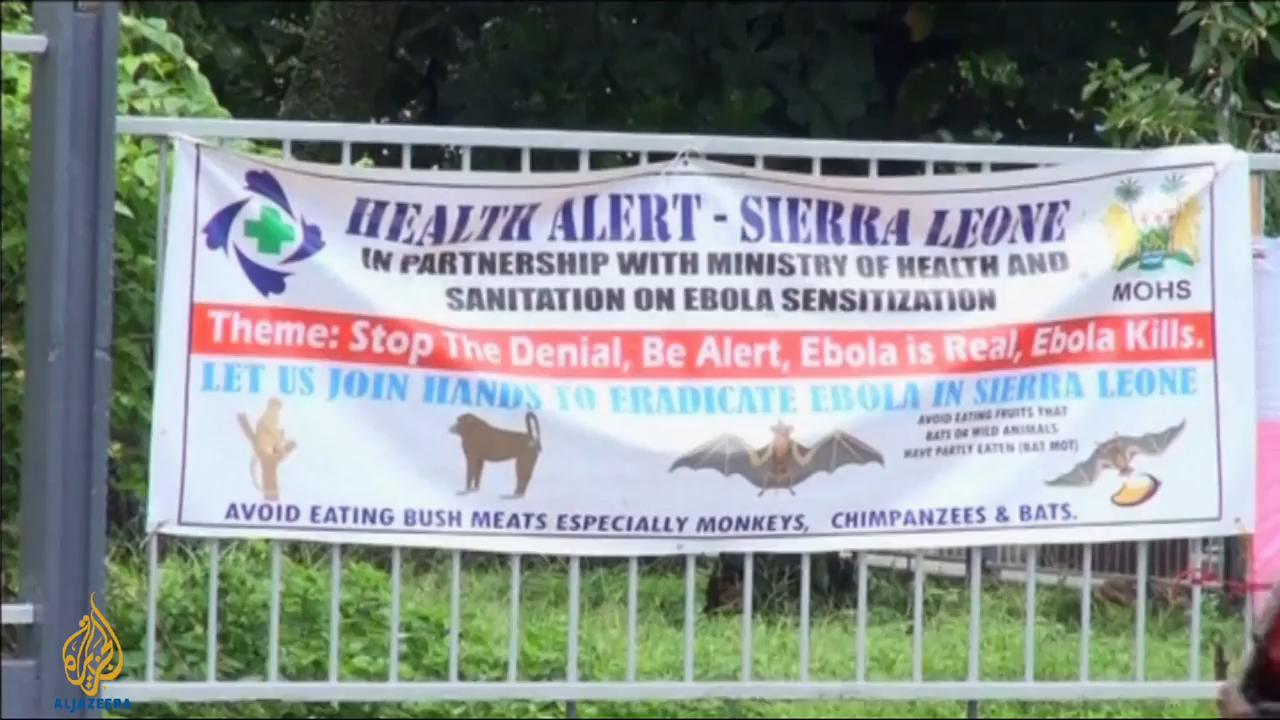 HEALTH ALERT - SIERRA LEONE
IN PARTNERSHIP WITH MINISTRY OF HEALTH AND
SANITATION ON EBOLA SENSITIZATION
MOHS
Theme: Stop The Denial, Be Alert, Ebola is Real, Ebola Kills.
LET US JOIN HANDS TO ERADICATE EBOLA IN SIERRA LEONE
AVOID EATING FRUITS THAT
BATS OR WILD ANIMALS
HAVE PARTLY EATEN (BAT MOT)
AVOID EATING BUSH MEATS ESPECIALLY MONKEYS, CHIMPANZEES & BATS.
الجزيرة
ALJAZEERA